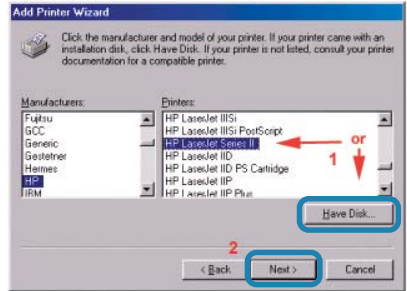 Add Printer Wizard
Click the manufacturer and model of your printer. If your printer came with an
installation disk, click Have Disk. If your printer is not listed, consult your printer
documentation for a compatible printer.
Manufacturers:
Printers:
Fujitsu
GCC
Generic
Gestetner
Hermes
HP
IBM
HP LaserJet IIISi
HP LaserJet IIISi PostScript
HP LaserJet Series II
HP LaserJet IID
HP LaserJet IID PS Cartridge
HP LaserJet IIP
HP LaserJet IIP Plus
or
1
Have Disk...
2
< Back
Next >
Cancel